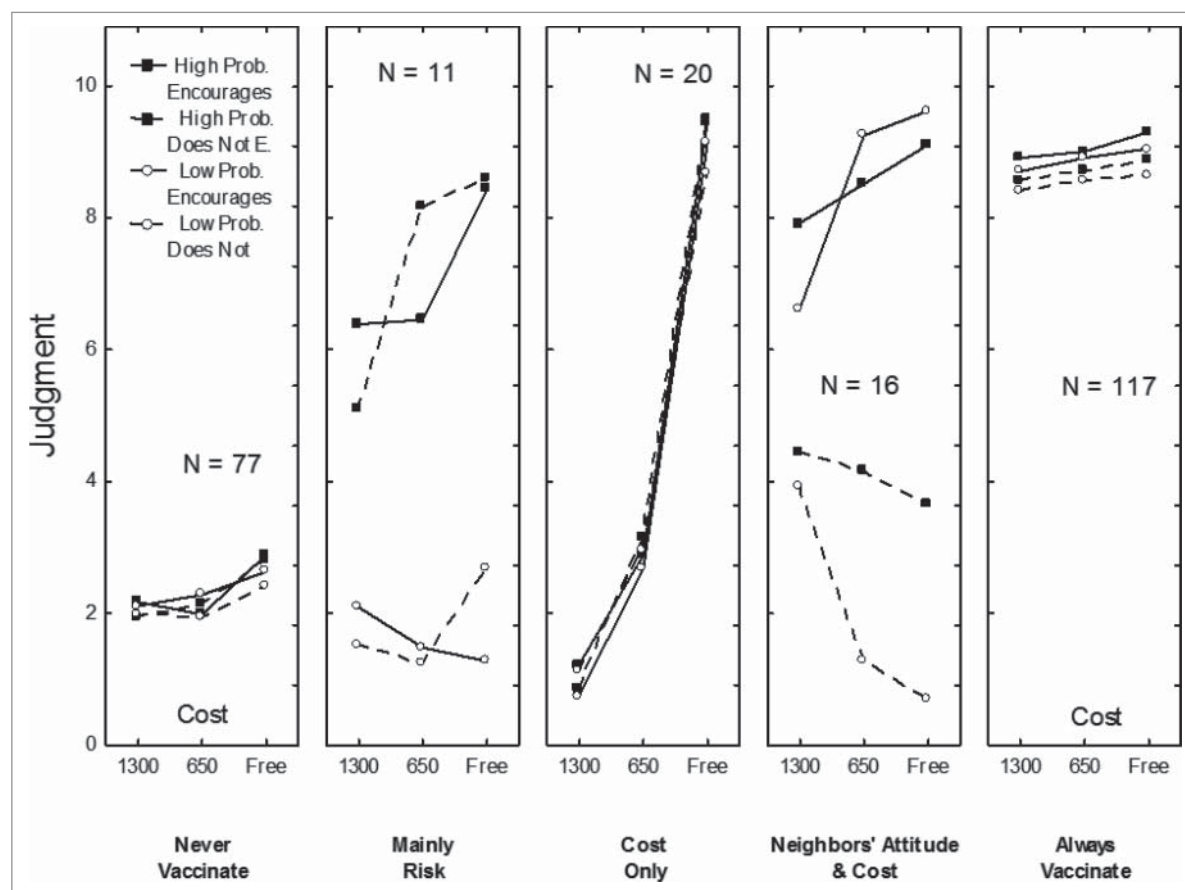 High Prob.
Encourages
High Prob.
Does Not E.
Low Prob.
Encourages
Low Prob.
Does Not
N = 11
N = 20
N = 16
N = 117
N = 77
Judgment
10
8
6
4
2
0
Cost
Cost
1300 650 Free
1300 650 Free
1300 650 Free
1300 650 Free
1300 650 Free
Never
Vaccinate
Mainly
Risk
Cost
Only
Neighbors' Attitude
& Cost
Always
Vaccinate